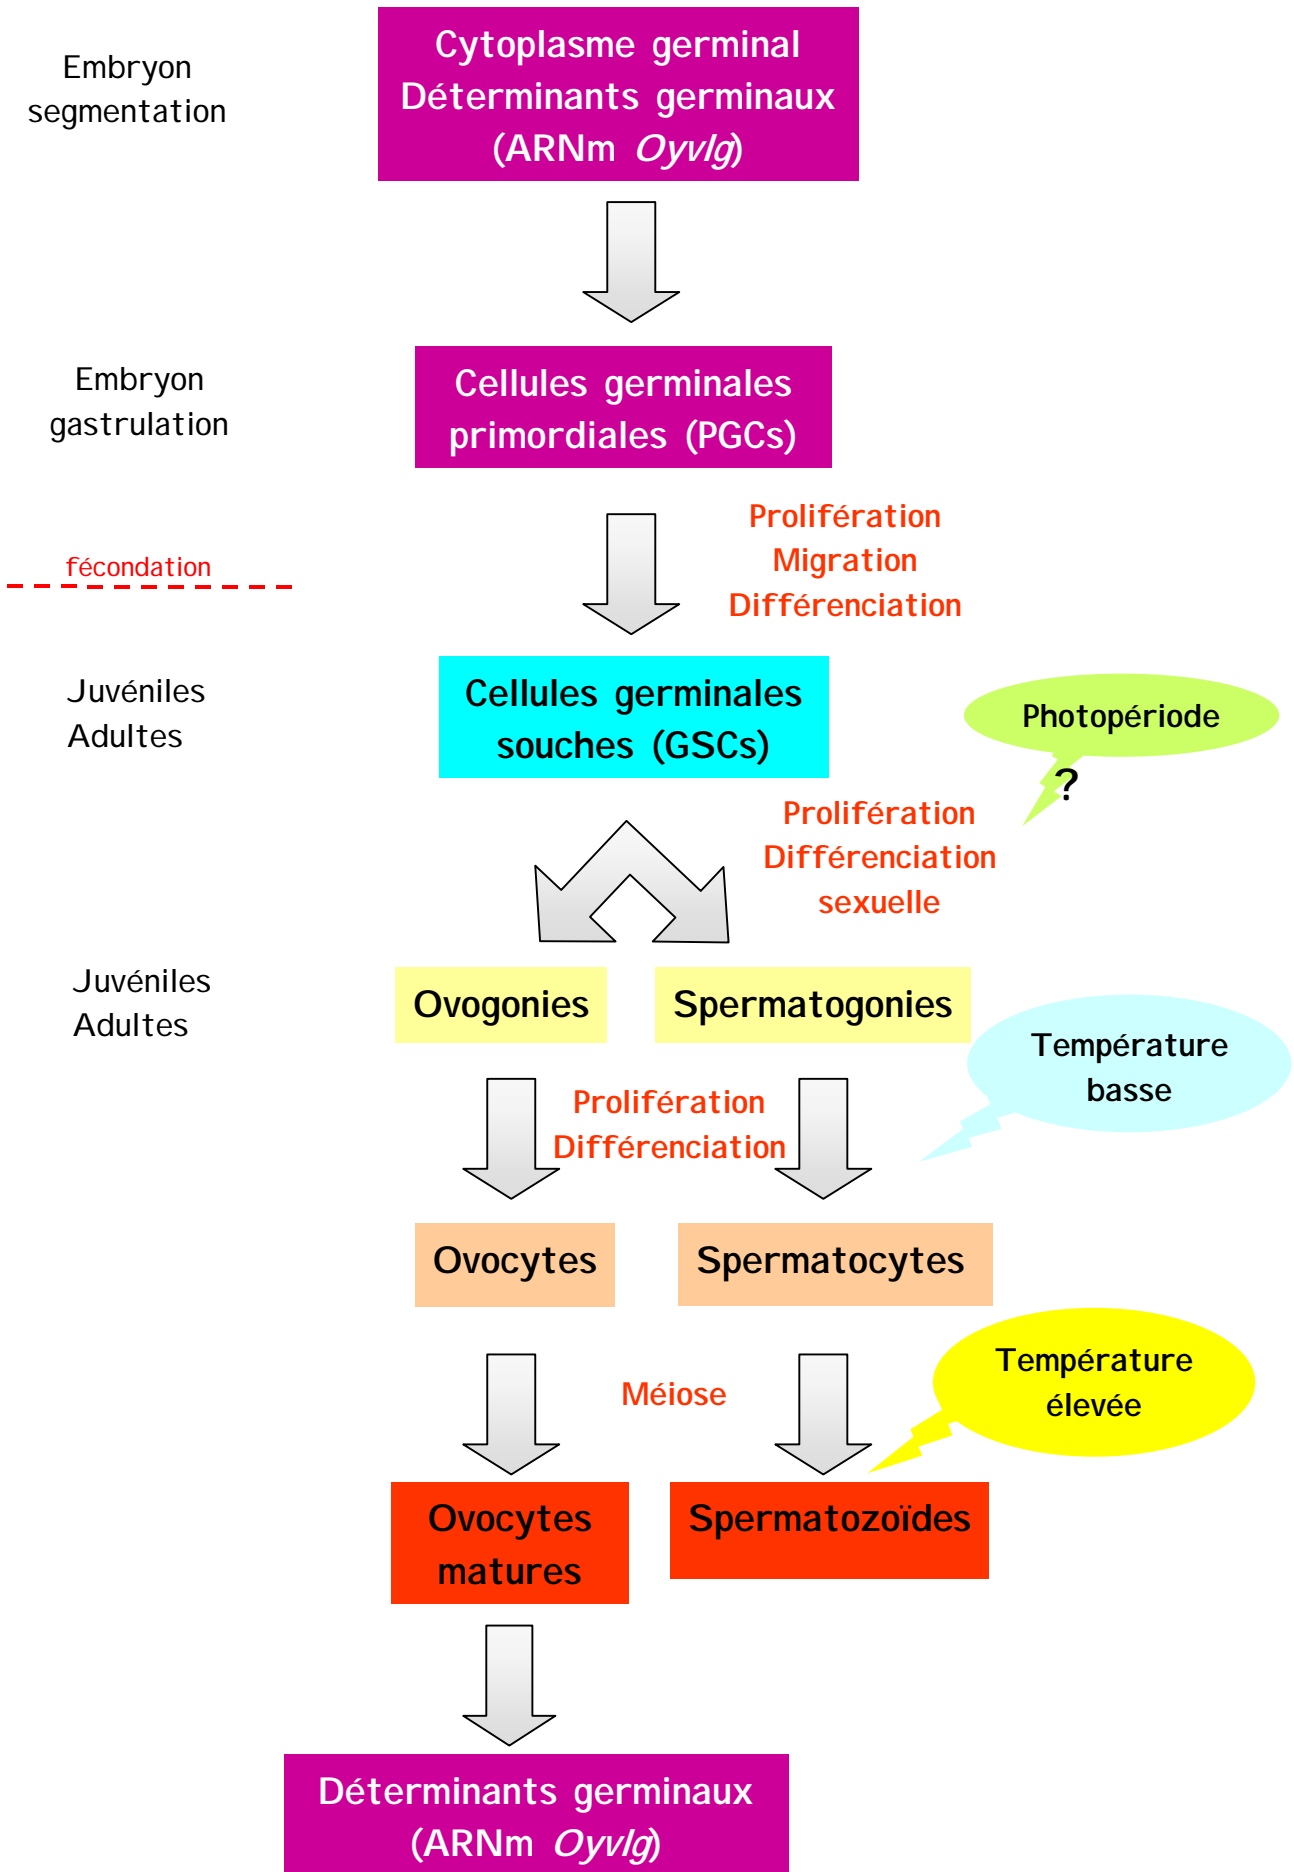 Embryon
segmentation
Cytoplasme germinal
Déterminants germinaux
(ARNm Oyvlg)
Embryon
gastrulation
Cellules germinales
primordiales (PGCs)
Prolifération
Migration
Différenciation
fécondation
Juvéniles
Adultes
Cellules germinales
souches (GSCs)
Photopériode
?
Prolifération
Différenciation
sexuelle
Juvéniles
Adultes
Ovogonies
Spermatogonies
Température
basse
Prolifération
Différenciation
Ovocytes
Spermatocytes
Température
élevée
Méiose
Ovocytes
matures
Spermatozoïdes
Déterminants germinaux
(ARNm Oyvlg)